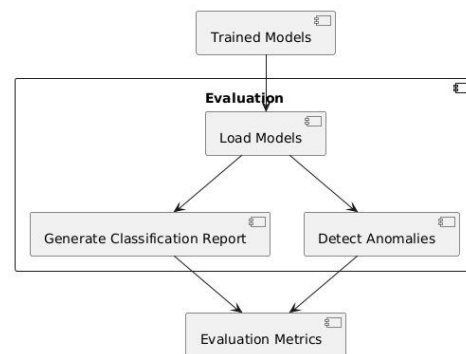 Trained Models
Evaluation
Load Models
Generate Classification Report
Detect Anomalies
Evaluation Metrics